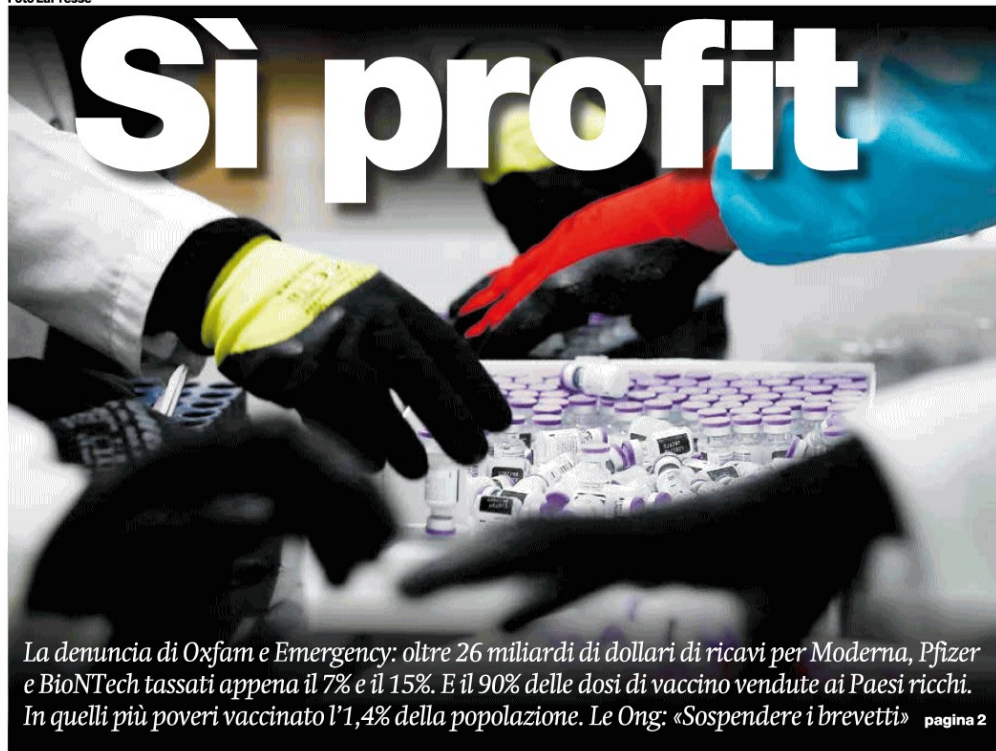 Foto LaPresse
Sì profit
La denuncia di Oxfam e Emergency: oltre 26 miliardi di dollari di ricavi per Moderna, Pfizer
e BioNTech tassati appena il 7% e il 15%. E il 90% delle dosi di vaccino vendute ai Paesi ricchi.
In quelli più poveri vaccinato l’1,4% della popolazione. Le Ong: «Sospendere i brevetti» pagina 2